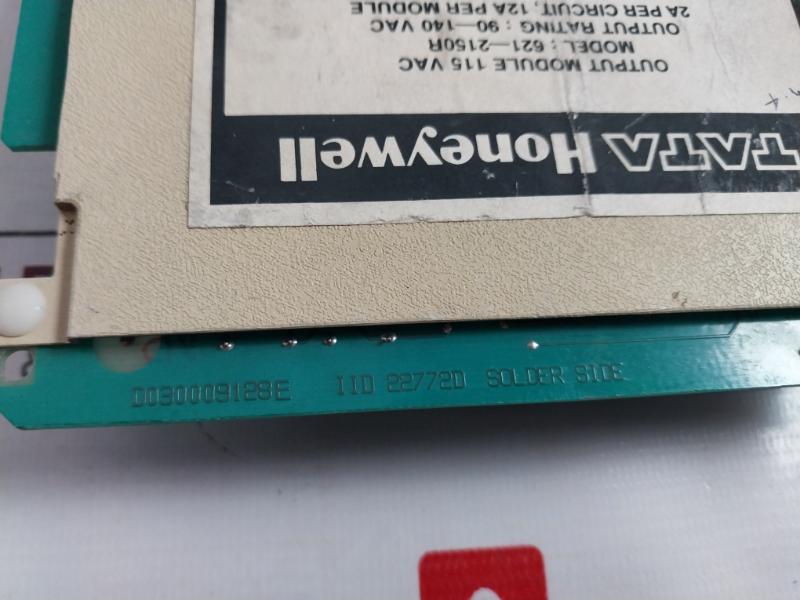 TATA Honeywell
OUTPUT MODULE 115 VAC
MODEL : 621-2150R
OUTPUT RATING : 90-140 VAC
2A PER CIRCUIT, 12A PER MODULE
D030009129E IID 22772D SOLDER SIDE